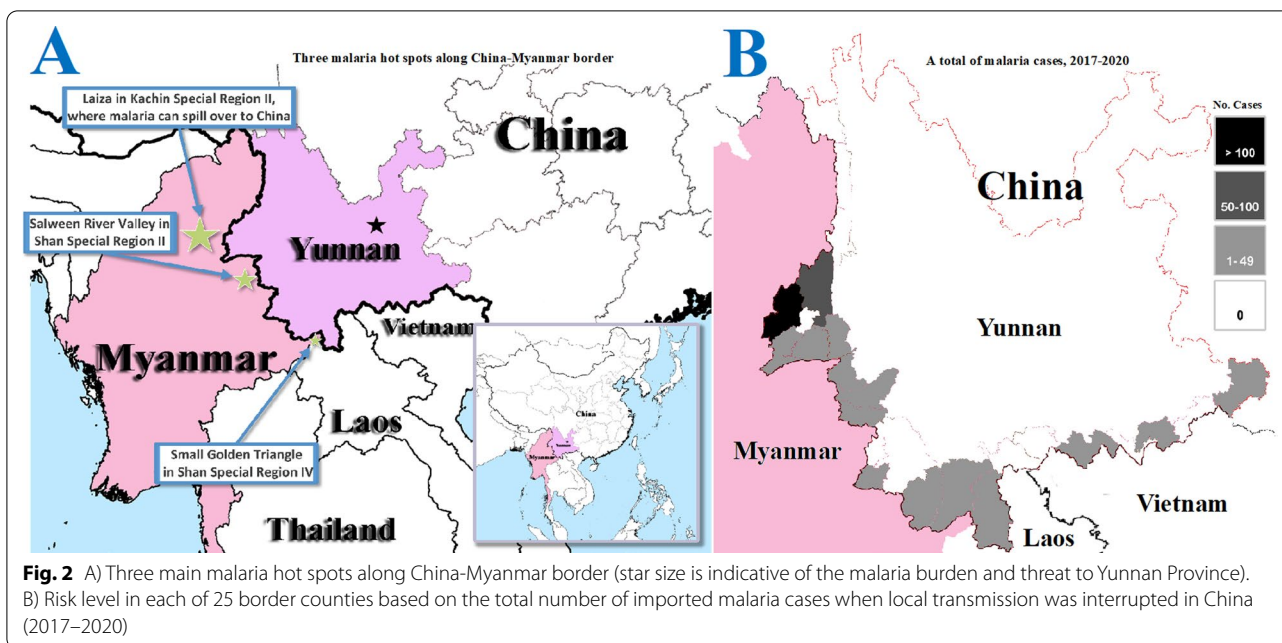 A
Three malaria hot spots along China-Myanmar border
Laiza in Kachin Special Region II,
where malaria can spill over to China
China
Salween River Valley in
Shan Special Region II
Yunnan
Vietnam
Myanmar
Laos
Small Golden Triangle
in Shan Special Region IV
Thailand
China
Yunnan
Myanmar
B
A total of malaria cases, 2017-2020
No. Cases
> 100
50-100
1- 49
0
China
Yunnan
Myanmar
Vietnam
Laos
Fig. 2 A) Three main malaria hot spots along China-Myanmar border (star size is indicative of the malaria burden and threat to Yunnan Province).
B) Risk level in each of 25 border counties based on the total number of imported malaria cases when local transmission was interrupted in China
(2017–2020)